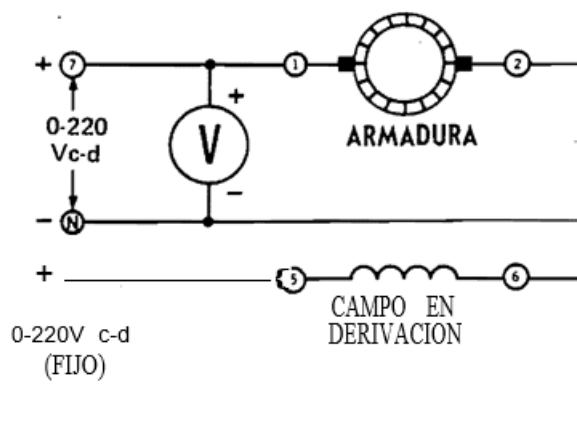 + 7 1 2
+
0-220
Vc-d
V
ARMADURA
−
− N
+ 5 6
CAMPO EN
DERIVACION
0-220V c-d
(FIJO)